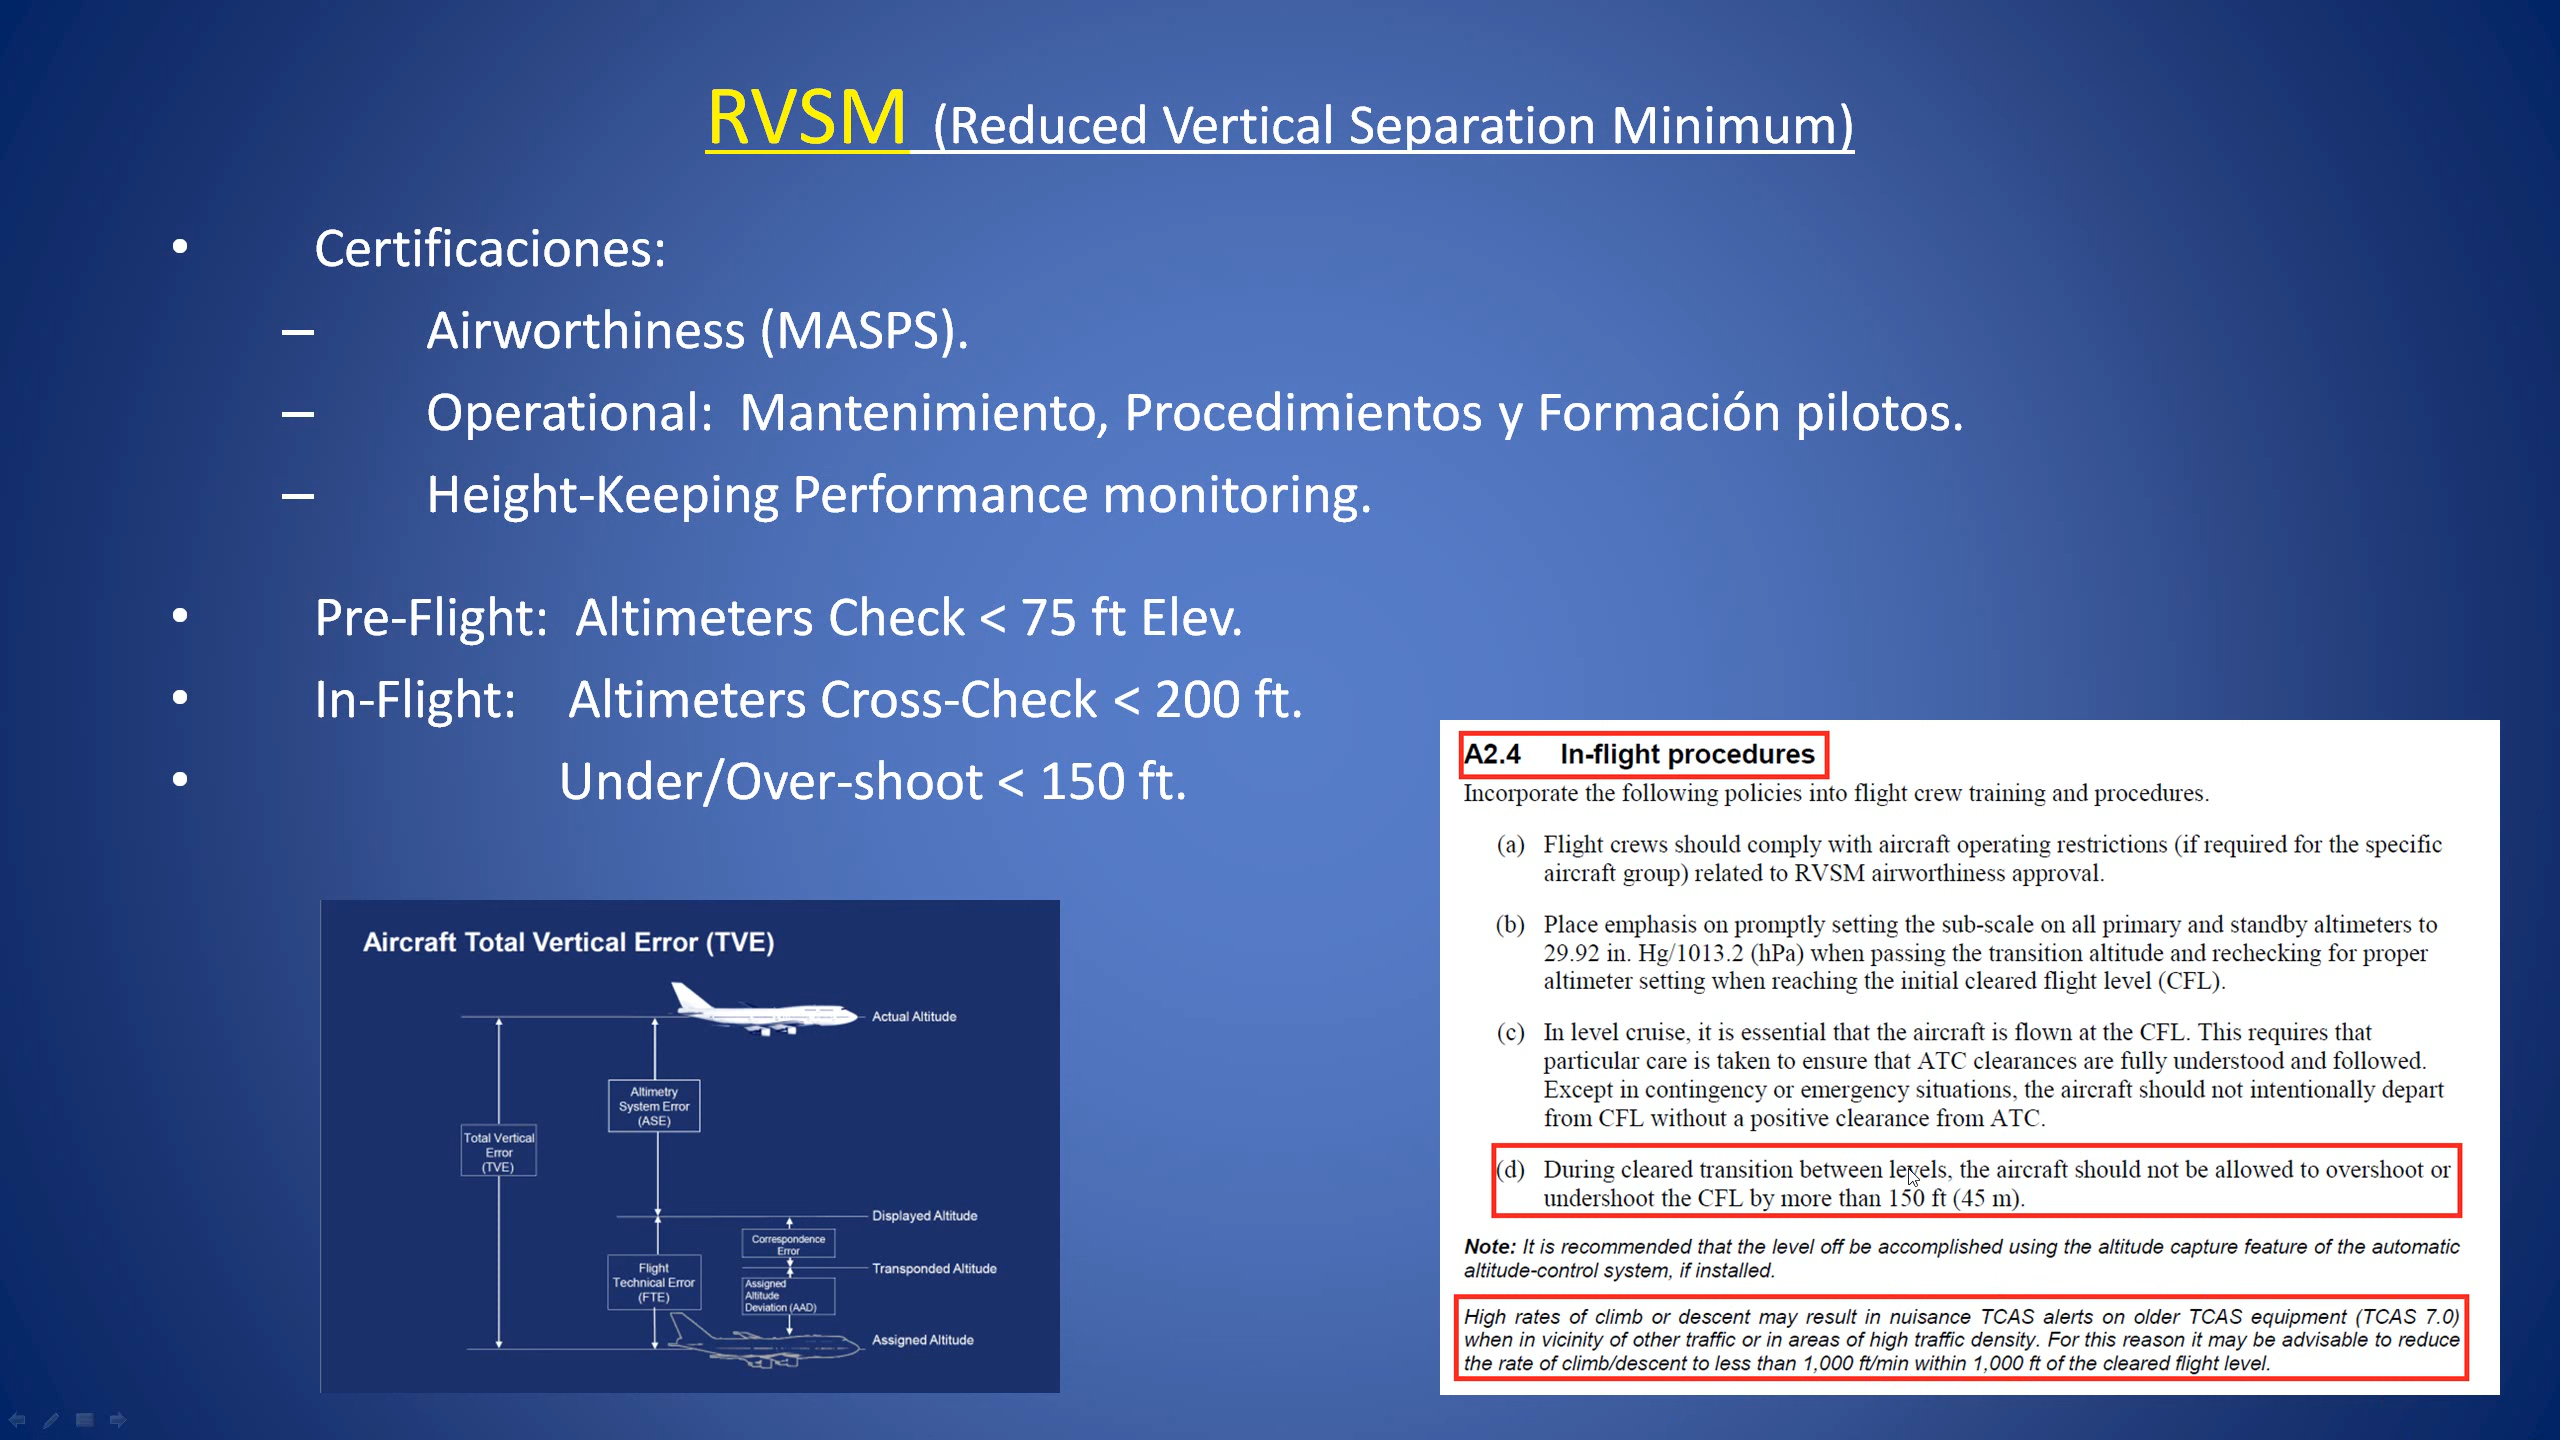 RVSM (Reduced Vertical Separation Minimum)
• Certificaciones:
– Airworthiness (MASPS).
– Operational: Mantenimiento, Procedimientos y Formación pilotos.
– Height-Keeping Performance monitoring.
• Pre-Flight: Altimeters Check < 75 ft Elev.
• In-Flight: Altimeters Cross-Check < 200 ft.
• Under/Over-shoot < 150 ft.
Aircraft Total Vertical Error (TVE)
Actual Altitude
Altimetry
System Error
(ASE)
Total Vertical
Error
(TVE)
Displayed Altitude
Correspondence
Error
Transponded Altitude
Flight
Technical Error
(FTE)
Assigned
Altitude
Deviation (AAD)
Assigned Altitude
A2.4 In-flight procedures
Incorporate the following policies into flight crew training and procedures.
(a) Flight crews should comply with aircraft operating restrictions (if required for the specific
aircraft group) related to RVSM airworthiness approval.
(b) Place emphasis on promptly setting the sub-scale on all primary and standby altimeters to
29.92 in. Hg/1013.2 (hPa) when passing the transition altitude and rechecking for proper
altimeter setting when reaching the initial cleared flight level (CFL).
(c) In level cruise, it is essential that the aircraft is flown at the CFL. This requires that
particular care is taken to ensure that ATC clearances are fully understood and followed.
Except in contingency or emergency situations, the aircraft should not intentionally depart
from CFL without a positive clearance from ATC.
(d) During cleared transition between levels, the aircraft should not be allowed to overshoot or
undershoot the CFL by more than 150 ft (45 m).
Note: It is recommended that the level off be accomplished using the altitude capture feature of the automatic
altitude-control system, if installed.
High rates of climb or descent may result in nuisance TCAS alerts on older TCAS equipment (TCAS 7.0)
when in vicinity of other traffic or in areas of high traffic density. For this reason it may be advisable to reduce
the rate of climb/descent to less than 1,000 ft/min within 1,000 ft of the cleared flight level.